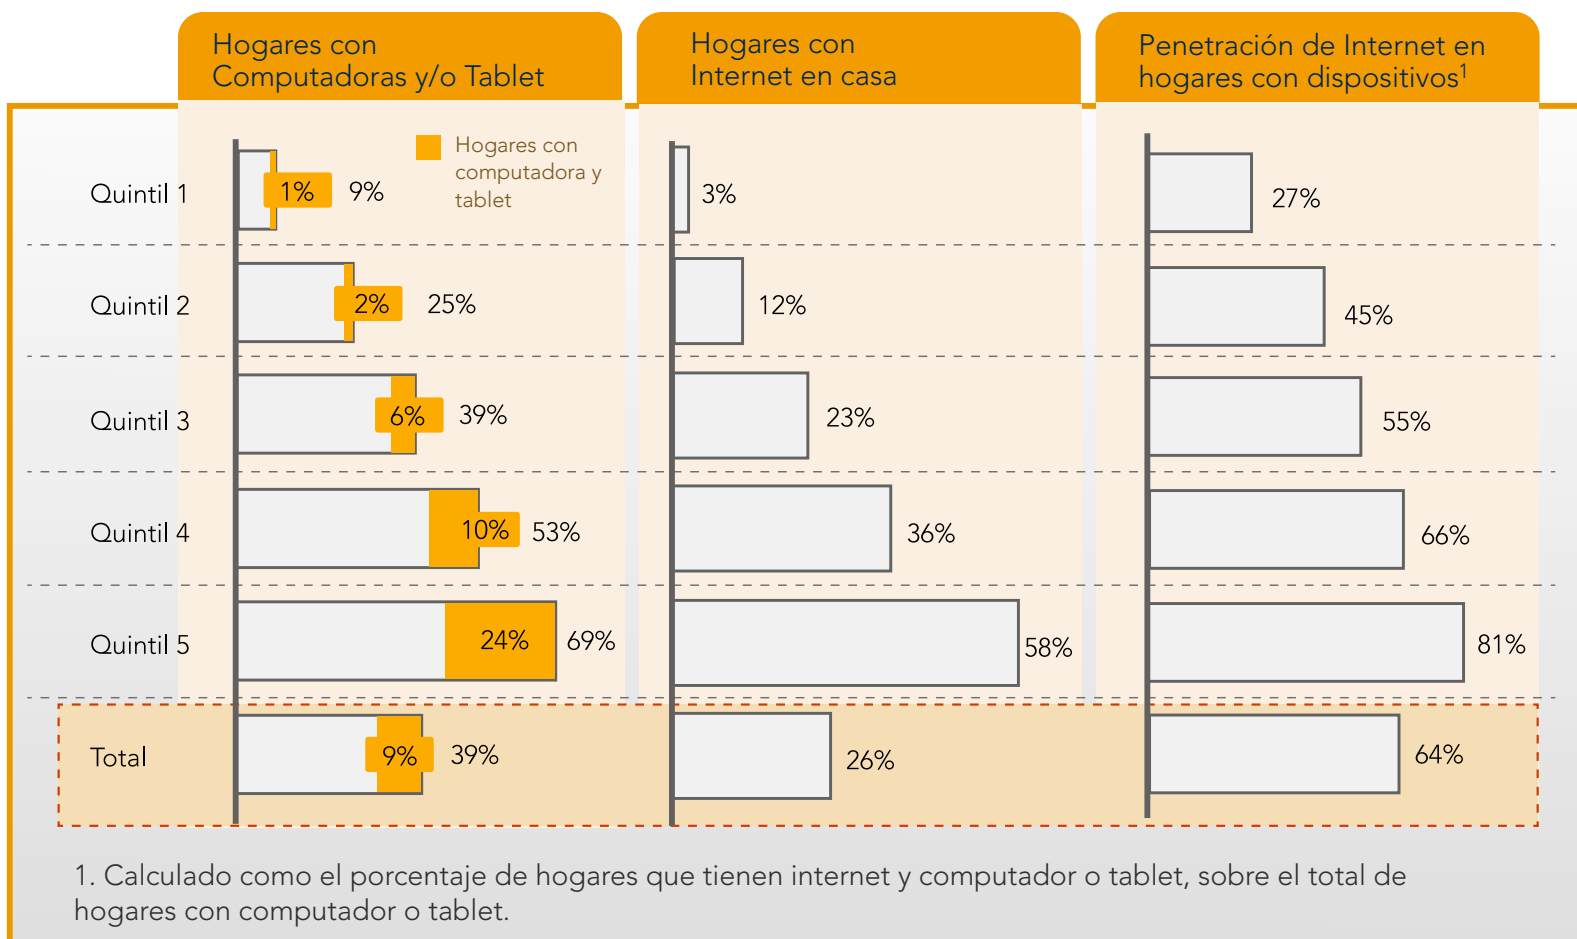 Hogares con
Computadoras y/o Tablet
Hogares con
Internet en casa
Penetración de Internet en
hogares con dispositivos¹
Hogares con
computadora y
tablet
Quintil 1
1%
9%
3%
27%
Quintil 2
2%
25%
12%
45%
Quintil 3
6%
39%
23%
55%
Quintil 4
10%
53%
36%
66%
Quintil 5
24%
69%
58%
81%
Total
9%
39%
26%
64%
1. Calculado como el porcentaje de hogares que tienen internet y computador o tablet, sobre el total de
hogares con computador o tablet.